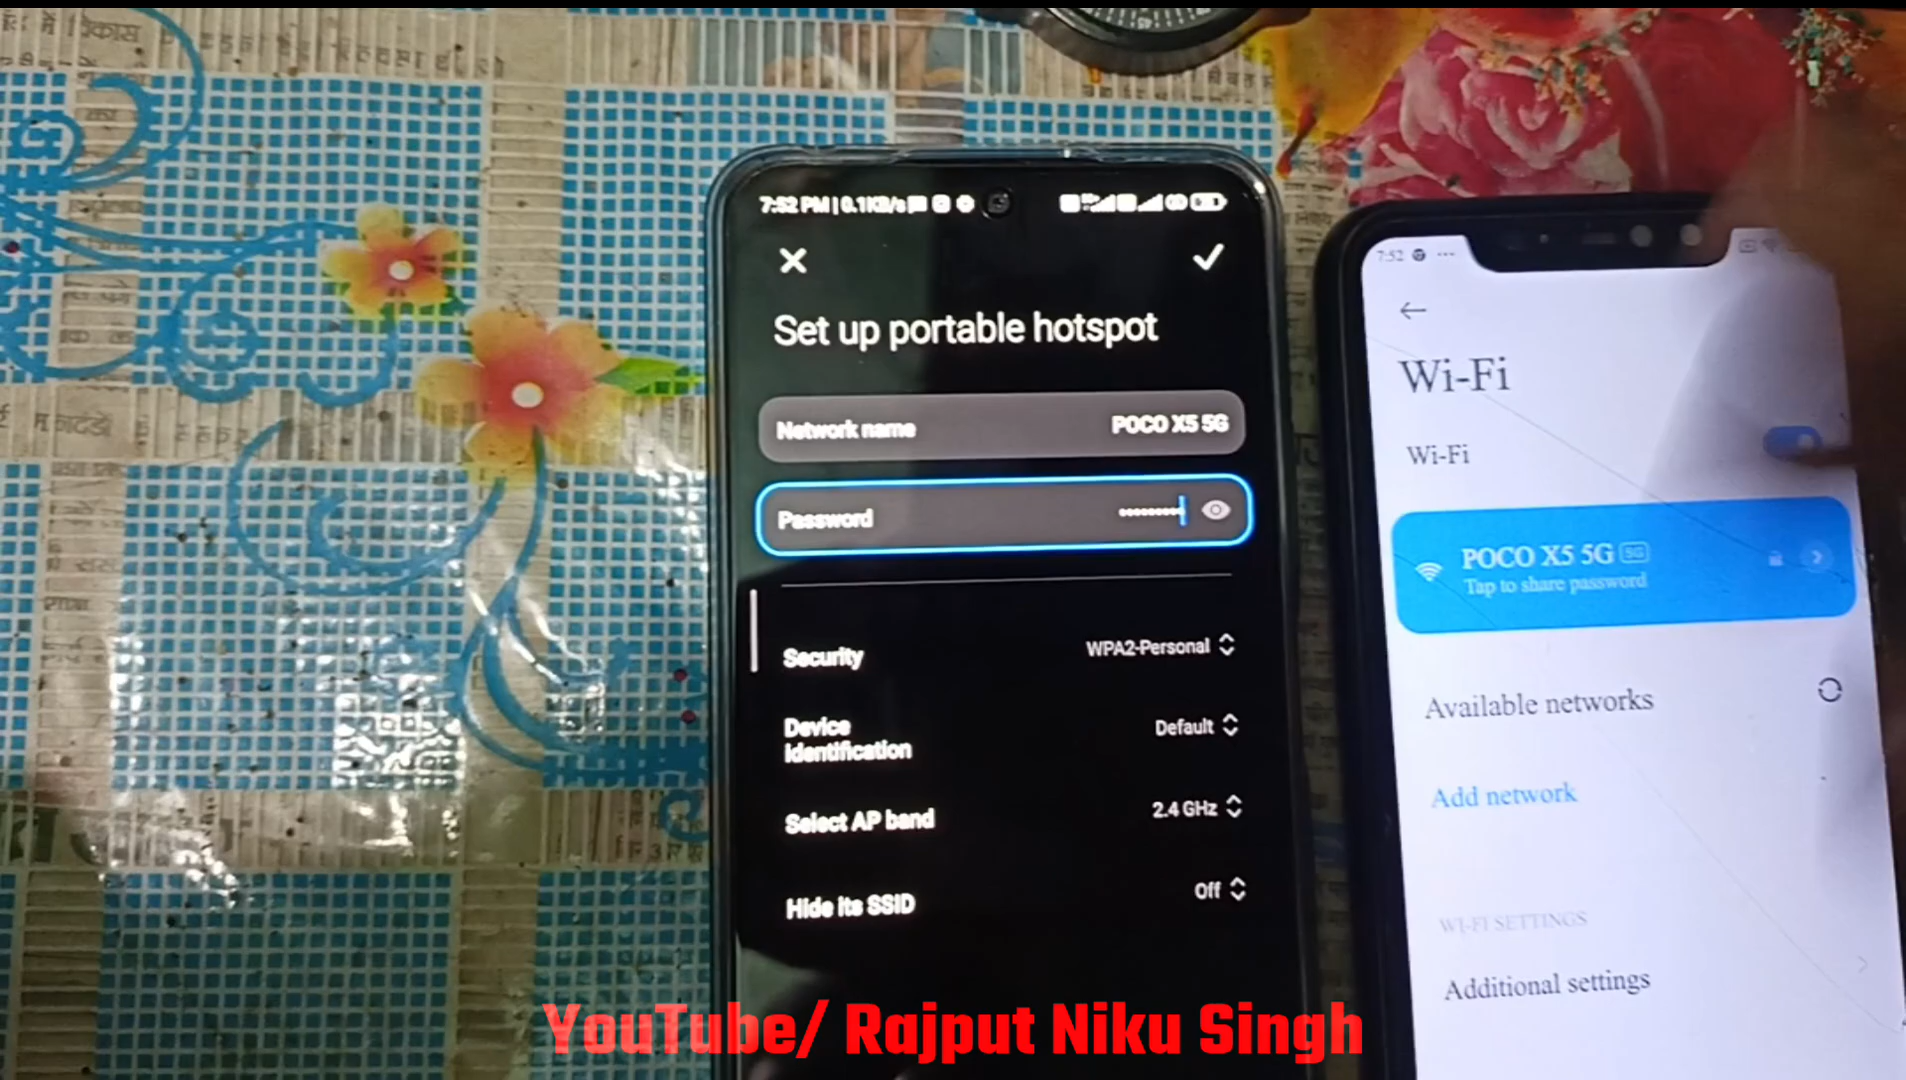 विकास
7:52 PM | 0.1KB/s
Set up portable hotspot
Network name
POCO X5 5G
Password
Security
WPA2-Personal
Device
identification
Default
Select AP band
2.4 GHz
Hide its SSID
Off
7:52
Wi-Fi
Wi-Fi
POCO X5 5G 5G
Tap to share password
Available networks
Add network
WI-FI SETTINGS
Additional settings
YouTube/ Rajput Niku Singh